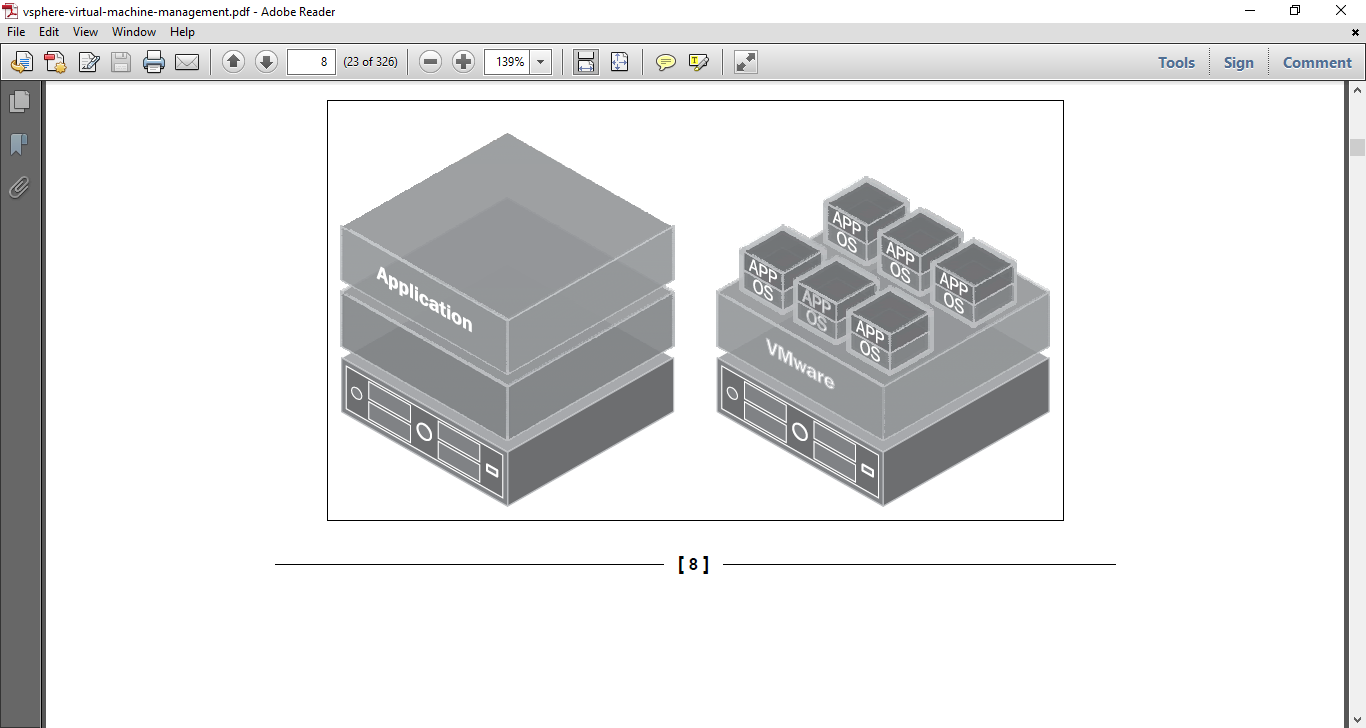 vsphere-virtual-machine-management.pdf - Adobe Reader
File Edit View Window Help
8 (23 of 326) 139% Tools Sign Comment
Application
APP
OS
APP
OS
APP
OS
APP
OS
APP
OS
APP
OS
VMware
[ 8 ]